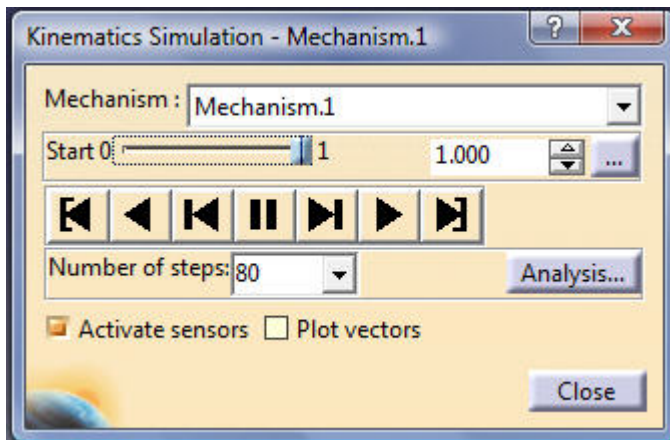 Kinematics Simulation - Mechanism.1 ? X
Mechanism : Mechanism.1
Start 0 1 1.000 ...
Number of steps: 80 Analysis...
Activate sensors Plot vectors
Close